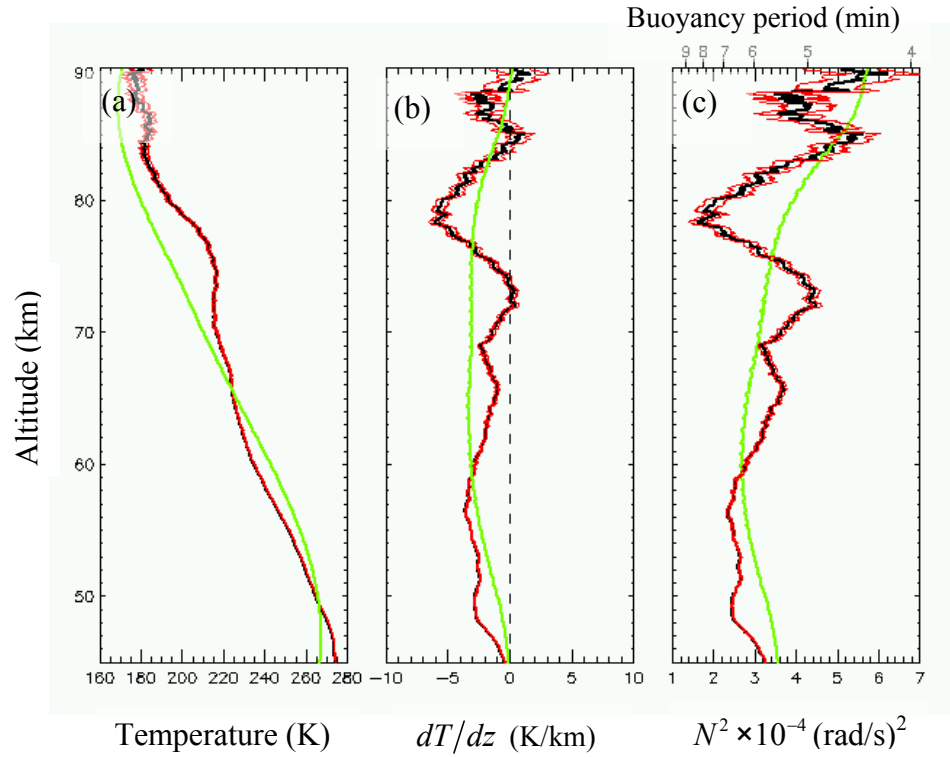 Buoyancy period (min)
9 8 7 6 5 4
90
80
70
60
50
Altitude (km)
(a)
(b)
(c)
160 180 200 220 240 260 280
-10 -5 0 5 10
1 2 3 4 5 6 7
Temperature (K)
dT/dz (K/km)
N² ×10⁻⁴ (rad/s)²